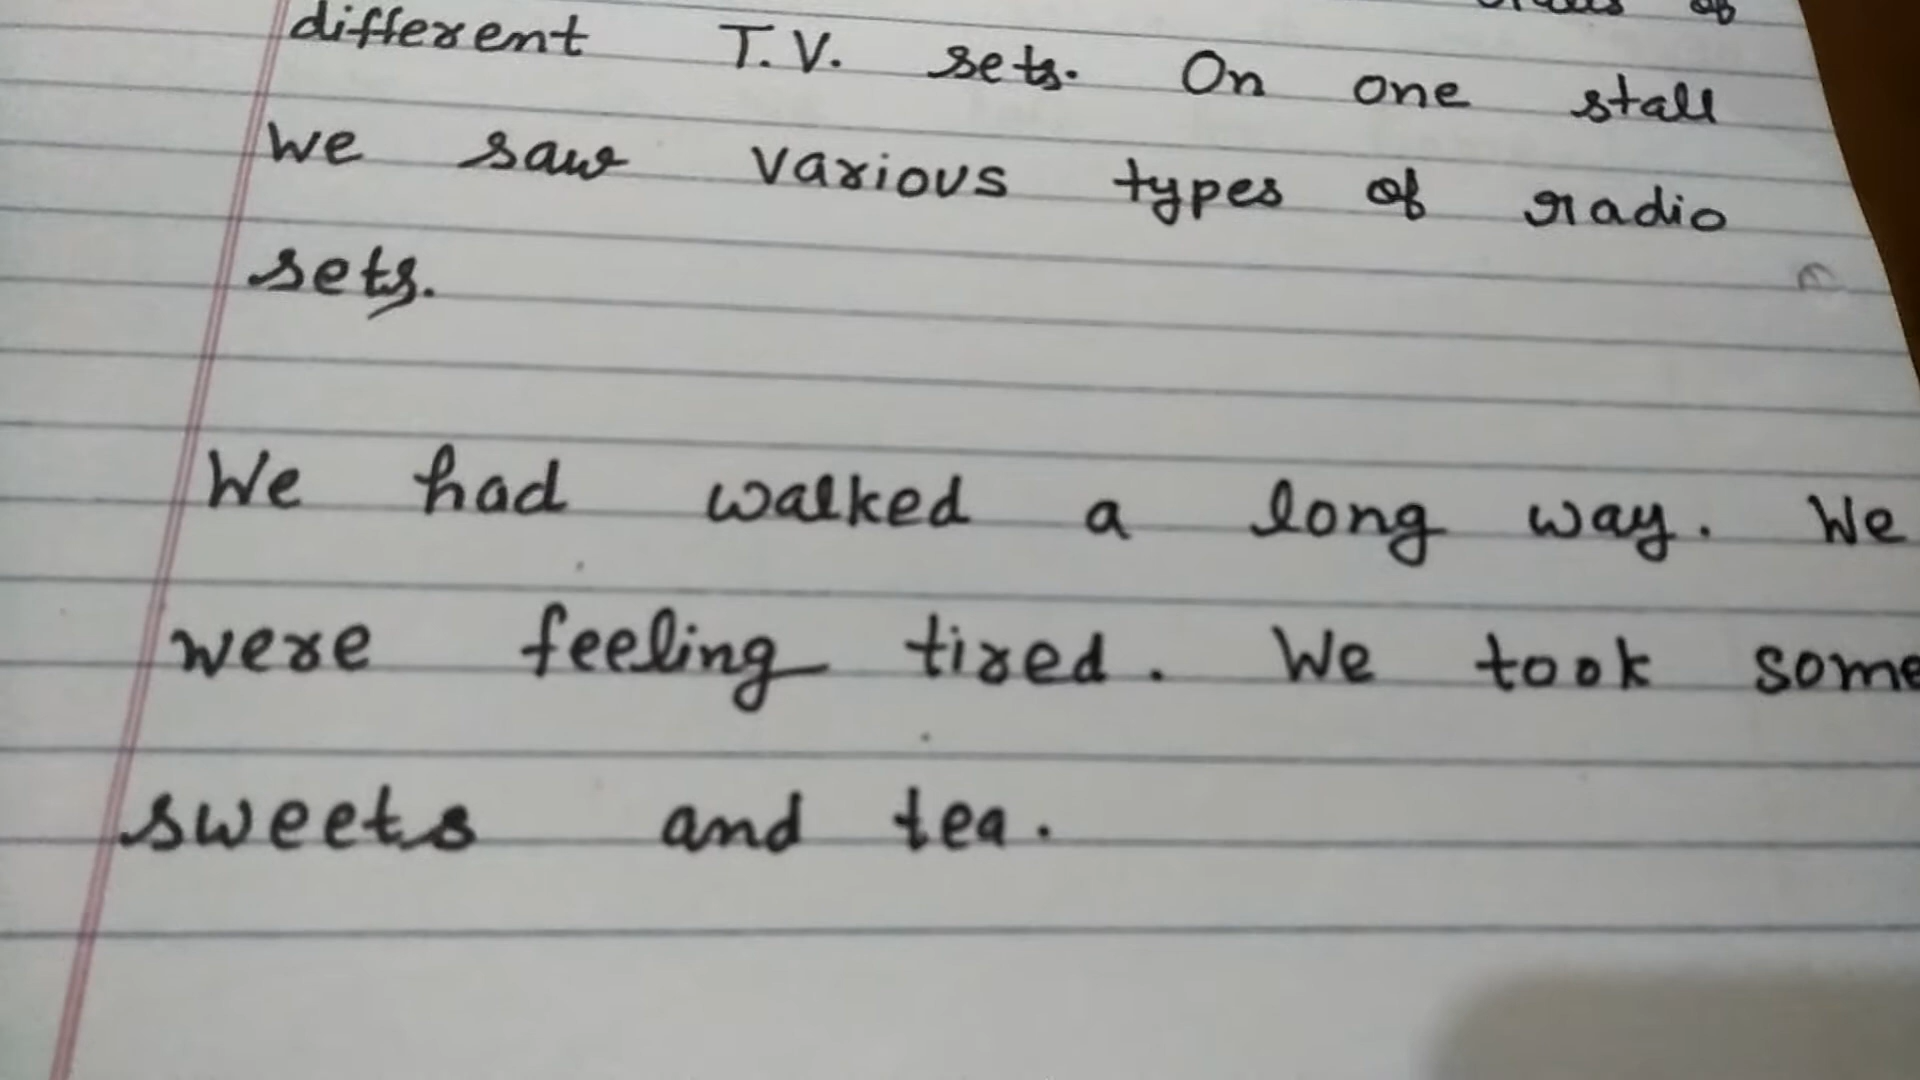 of
different T.V. sets. On one stall
We saw various types of radio
sets.
We had walked a long way. We
were feeling tired. We took some
sweets and tea.